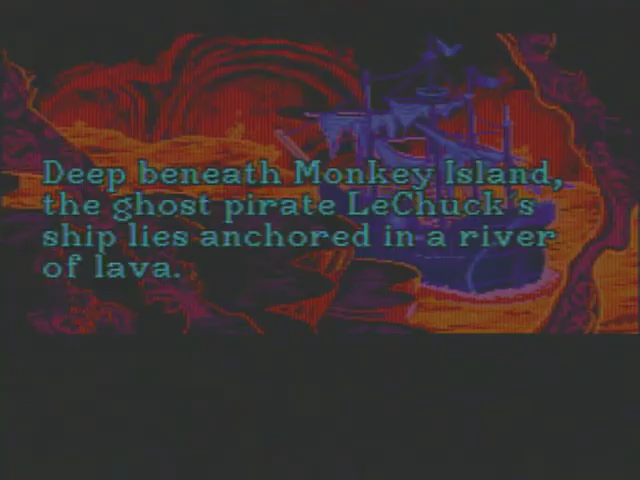 Deep beneath Monkey Island,
the ghost pirate LeChuck's
ship lies anchored in a river
of lava.